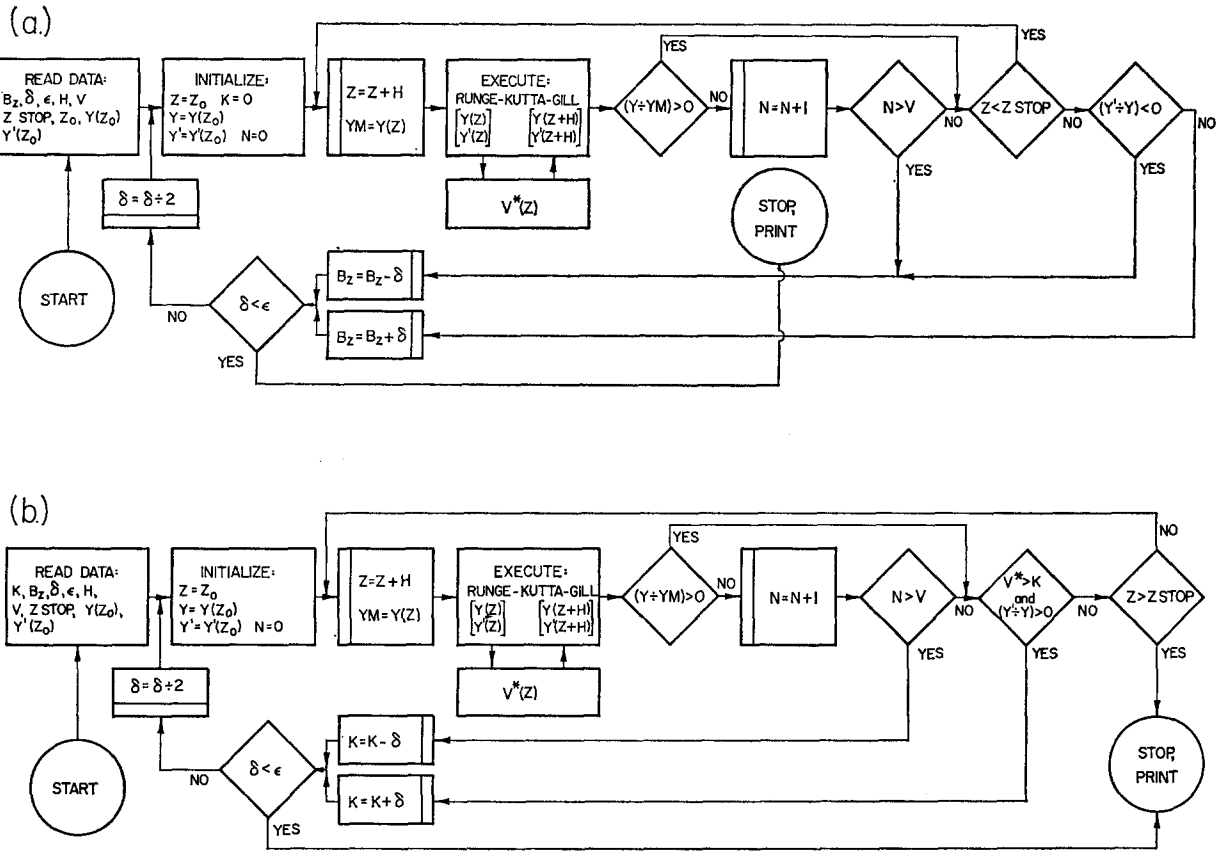 (a.)
READ DATA:
Bz, δ, ϵ, H, V
Z STOP, Z₀, Y(Z₀)
Y'(Z₀)
INITIALIZE:
Z=Z₀ K=0
Y=Y(Z₀)
Y'=Y'(Z₀) N=0
Z=Z+H
YM=Y(Z)
EXECUTE:
RUNGE-KUTTA-GILL
[Y(Z)] [Y(Z+H)]
[Y'(Z)] [Y'(Z+H)]
V*(Z)
(Y÷YM)>0
YES
NO
N=N+1
N>V
NO
YES
Z<Z STOP
YES
NO
(Y'÷Y)<0
NO
YES
δ=δ÷2
START
STOP,
PRINT
Bz=Bz-δ
Bz=Bz+δ
δ<ϵ
NO
YES
(b.)
READ DATA:
K, Bz, δ, ϵ, H,
V, Z STOP, Y(Z₀),
Y'(Z₀)
INITIALIZE:
Z=Z₀
Y=Y(Z₀)
Y'=Y'(Z₀) N=0
Z=Z+H
YM=Y(Z)
EXECUTE:
RUNGE-KUTTA-GILL
[Y(Z)] [Y(Z+H)]
[Y'(Z)] [Y'(Z+H)]
V*(Z)
(Y÷YM)>0
YES
NO
N=N+1
N>V
NO
YES
V*>K
and
(Y'÷Y)>0
NO
YES
Z>Z STOP
NO
YES
δ=δ÷2
START
K=K-δ
K=K+δ
δ<ϵ
NO
YES
STOP,
PRINT